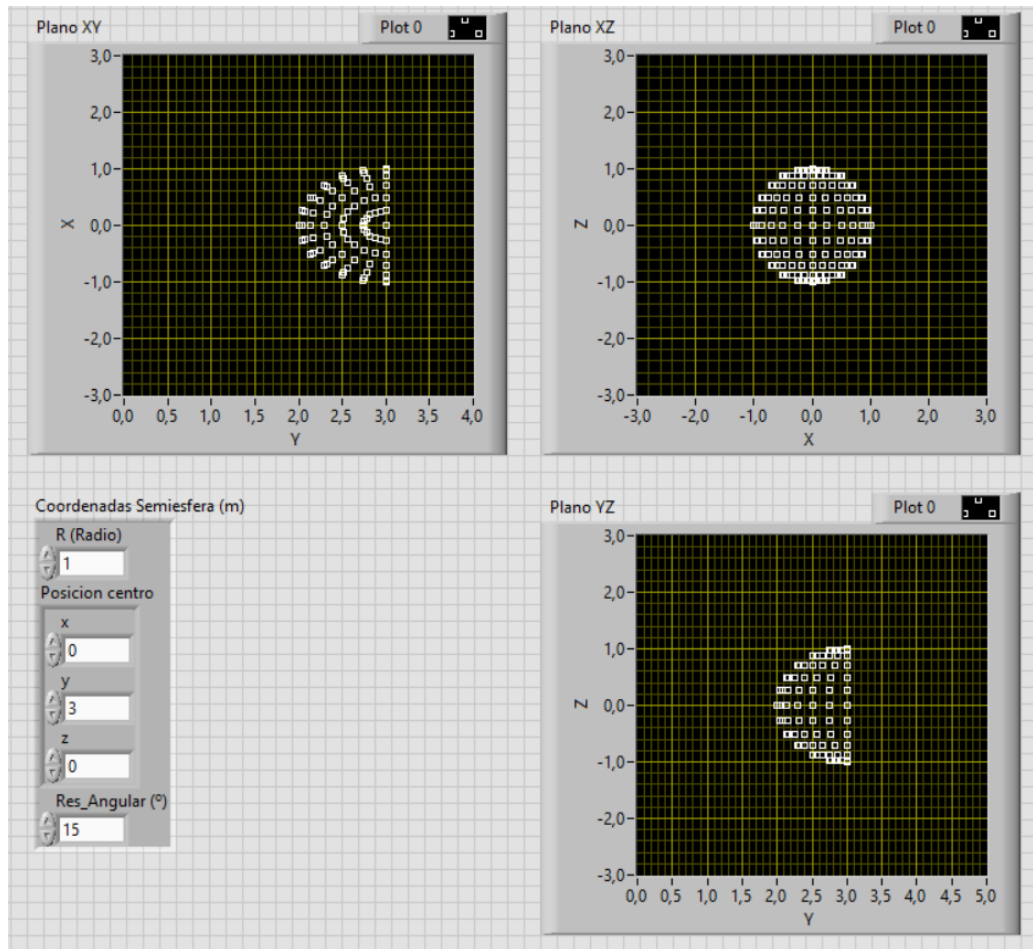 Plano XY
Plot 0
3,0
2,0
1,0
0,0
-1,0
-2,0
-3,0
X
0,0 0,5 1,0 1,5 2,0 2,5 3,0 3,5 4,0
Y
Plano XZ
Plot 0
3,0
2,0
1,0
0,0
-1,0
-2,0
-3,0
Z
-3,0 -2,0 -1,0 0,0 1,0 2,0 3,0
X
Coordenadas Semiesfera (m)
R (Radio)
1
Posicion centro
x
0
y
3
z
0
Res_Angular (º)
15
Plano YZ
Plot 0
3,0
2,0
1,0
0,0
-1,0
-2,0
-3,0
Z
0,0 0,5 1,0 1,5 2,0 2,5 3,0 3,5 4,0 4,5 5,0
Y